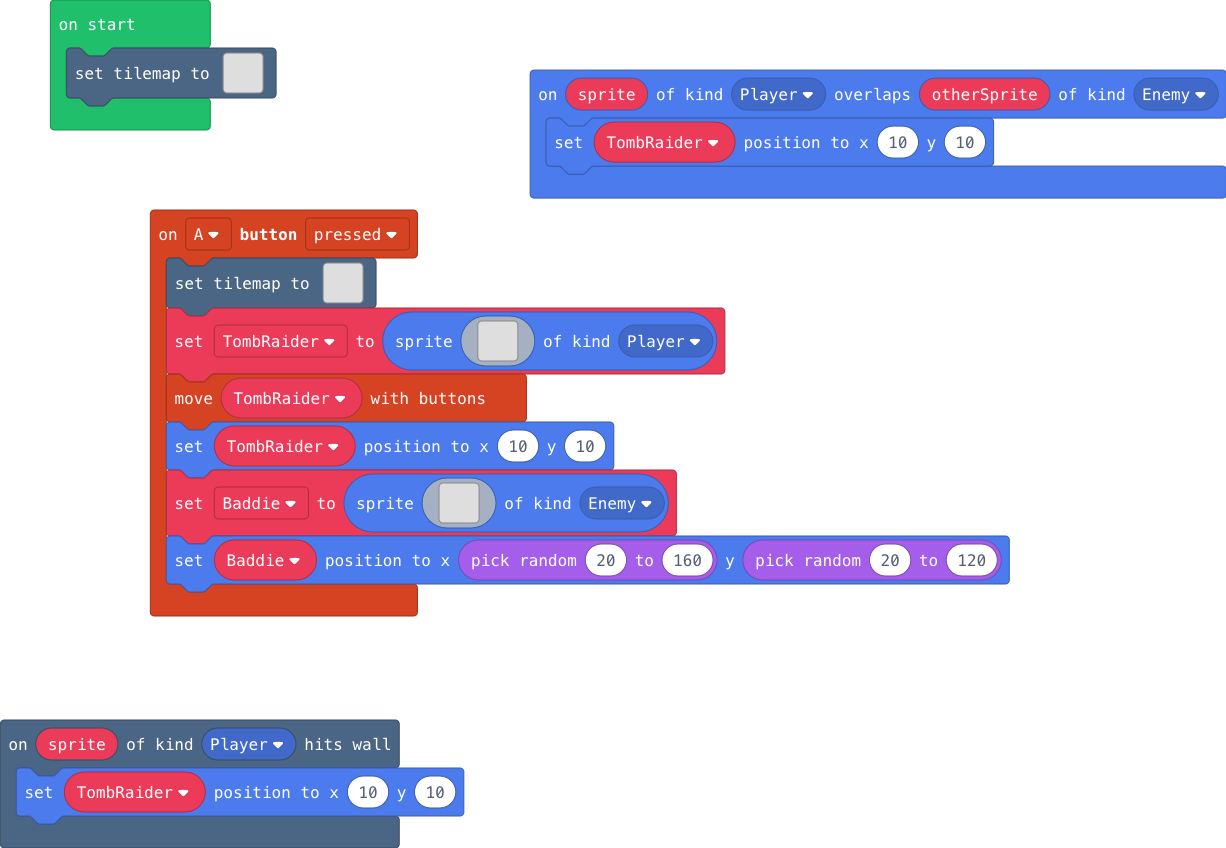 on start
set tilemap to
on sprite of kind Player overlaps otherSprite of kind Enemy
set TombRaider position to x 10 y 10
on A button pressed
set tilemap to
set TombRaider to sprite of kind Player
move TombRaider with buttons
set TombRaider position to x 10 y 10
set Baddie to sprite of kind Enemy
set Baddie position to x pick random 20 to 160 y pick random 20 to 120
on sprite of kind Player hits wall
set TombRaider position to x 10 y 10